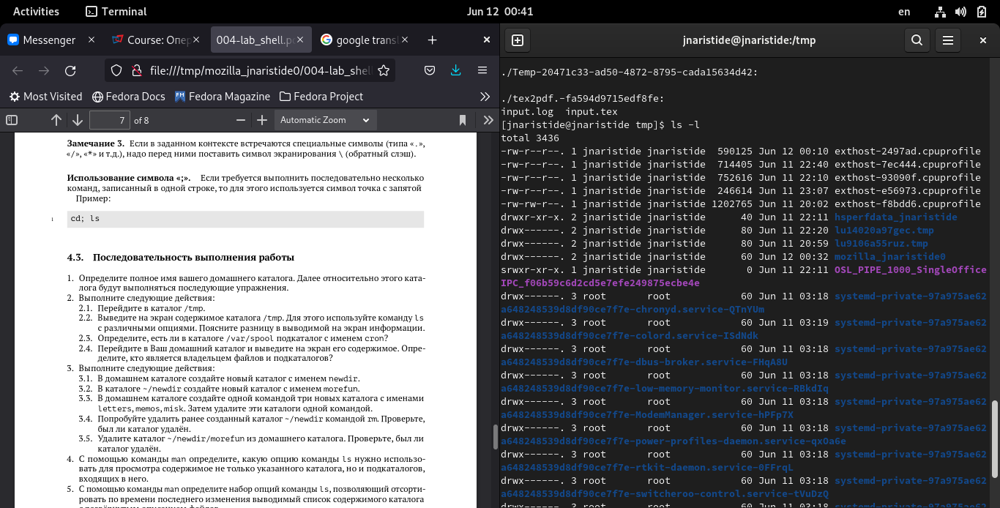 Activities Terminal Jun 12 00:41 en
Messenger × Course: Опер × 004-lab_shell.p × google transl × + ×
file:///tmp/mozilla_jnaristide0/004-lab_shel
Most Visited Fedora Docs Fedora Magazine Fedora Project
7 of 8 Automatic Zoom
Замечание 3. Если в заданном контексте встречаются специальные символы (типа «.»,
«/», «*» и т.д.), надо перед ними поставить символ экранирования \ (обратный слэш).
Использование символа «;». Если требуется выполнить последовательно несколько
команд, записанный в одной строке, то для этого используется символ точка с запятой
Пример:
1 cd; ls
4.3. Последовательность выполнения работы
1. Определите полное имя вашего домашнего каталога. Далее относительно этого ката-
лога будут выполняться последующие упражнения.
2. Выполните следующие действия:
2.1. Перейдите в каталог /tmp.
2.2. Выведите на экран содержимое каталога /tmp. Для этого используйте команду ls
с различными опциями. Поясните разницу в выводимой на экран информации.
2.3. Определите, есть ли в каталоге /var/spool подкаталог с именем cron?
2.4. Перейдите в Ваш домашний каталог и выведите на экран его содержимое. Опре-
делите, кто является владельцем файлов и подкаталогов?
3. Выполните следующие действия:
3.1. В домашнем каталоге создайте новый каталог с именем newdir.
3.2. В каталоге ~/newdir создайте новый каталог с именем morefun.
3.3. В домашнем каталоге создайте одной командой три новых каталога с именами
letters, memos, misk. Затем удалите эти каталоги одной командой.
3.4. Попробуйте удалить ранее созданный каталог ~/newdir командой rm. Проверьте,
был ли каталог удалён.
3.5. Удалите каталог ~/newdir/morefun из домашнего каталога. Проверьте, был ли
каталог удалён.
4. С помощью команды man определите, какую опцию команды ls нужно использо-
вать для просмотра содержимое не только указанного каталога, но и подкаталогов,
входящих в него.
5. С помощью команды man определите набор опций команды ls, позволяющий отсорти-
ровать по времени последнего изменения выводимый список содержимого каталога
jnaristide@jnaristide:/tmp ×
./Temp-20471c33-ad50-4872-8795-cada15634d42:
./tex2pdf.-fa594d9715edf8fe:
input.log input.tex
[jnaristide@jnaristide tmp]$ ls -l
total 3436
-rw-r--r--. 1 jnaristide jnaristide 590125 Jun 12 00:10 exthost-2497ad.cpuprofile
-rw-r--r--. 1 jnaristide jnaristide 714405 Jun 11 22:40 exthost-7ec444.cpuprofile
-rw-r--r--. 1 jnaristide jnaristide 752616 Jun 11 22:10 exthost-93090f.cpuprofile
-rw-r--r--. 1 jnaristide jnaristide 246614 Jun 11 23:07 exthost-e56973.cpuprofile
-rw-rw-r--. 1 jnaristide jnaristide 1202765 Jun 11 20:02 exthost-f8bdd6.cpuprofile
drwxr-xr-x. 2 jnaristide jnaristide 40 Jun 11 22:11 hsperfdata_jnaristide
drwx------. 2 jnaristide jnaristide 80 Jun 11 22:20 lu14020a97gec.tmp
drwx------. 2 jnaristide jnaristide 80 Jun 11 20:59 lu9106a55ruz.tmp
drwx------. 2 jnaristide jnaristide 60 Jun 12 00:32 mozilla_jnaristide0
srwxr-xr-x. 1 jnaristide jnaristide 0 Jun 11 22:11 OSL_PIPE_1000_SingleOffice
IPC_f06b59c6d2cd5e7efe249875ecbe4e
drwx------. 3 root root 60 Jun 11 03:18 systemd-private-97a975ae62
a648248539d8df90ce7f7e-chronyd.service-QTnYUm
drwx------. 3 root root 60 Jun 11 03:19 systemd-private-97a975ae62
a648248539d8df90ce7f7e-colord.service-ISdNdk
drwx------. 3 root root 60 Jun 11 03:18 systemd-private-97a975ae62
a648248539d8df90ce7f7e-dbus-broker.service-FHqA8U
drwx------. 3 root root 60 Jun 11 03:18 systemd-private-97a975ae62
a648248539d8df90ce7f7e-low-memory-monitor.service-RBkdIq
drwx------. 3 root root 60 Jun 11 03:18 systemd-private-97a975ae62
a648248539d8df90ce7f7e-ModemManager.service-hPFp7X
drwx------. 3 root root 60 Jun 11 03:18 systemd-private-97a975ae62
a648248539d8df90ce7f7e-power-profiles-daemon.service-qxOa6e
drwx------. 3 root root 60 Jun 11 03:18 systemd-private-97a975ae62
a648248539d8df90ce7f7e-rtkit-daemon.service-0FFrqL
drwx------. 3 root root 60 Jun 11 03:18 systemd-private-97a975ae62
a648248539d8df90ce7f7e-switcheroo-control.service-tVuDzQ
drwx------. 3 root root 60 Jun 11 03:18 systemd-private-97a975ae62